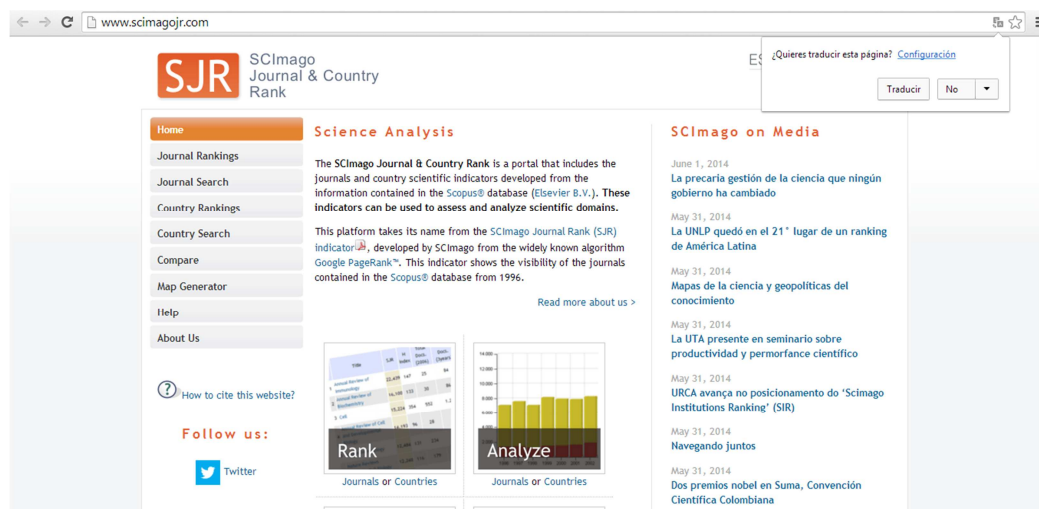 www.scimagojr.com
¿Quieres traducir esta página? Configuración
Traducir No
SJR
SCImago
Journal & Country
Rank
ES
Home
Journal Rankings
Journal Search
Country Rankings
Country Search
Compare
Map Generator
Help
About Us
How to cite this website?
Follow us:
Twitter
Science Analysis
The SCImago Journal & Country Rank is a portal that includes the
journals and country scientific indicators developed from the
information contained in the Scopus® database (Elsevier B.V.). These
indicators can be used to assess and analyze scientific domains.
This platform takes its name from the SCImago Journal Rank (SJR)
indicator, developed by SCImago from the widely known algorithm
Google PageRank™. This indicator shows the visibility of the journals
contained in the Scopus® database from 1996.
Read more about us >
Rank
Journals or Countries
14.000
12.000
10.000
Analyze
Journals or Countries
SCImago on Media
June 1, 2014
La precaria gestión de la ciencia que ningún
gobierno ha cambiado
May 31, 2014
La UNLP quedó en el 21° lugar de un ranking
de América Latina
May 31, 2014
Mapas de la ciencia y geopolíticas del
conocimiento
May 31, 2014
La UTA presente en seminario sobre
productividad y permorfance científico
May 31, 2014
URCA avança no posicionamento do ‘Scimago
Institutions Ranking’ (SIR)
May 31, 2014
Navegando juntos
May 31, 2014
Dos premios nobel en Suma, Convención
Científica Colombiana